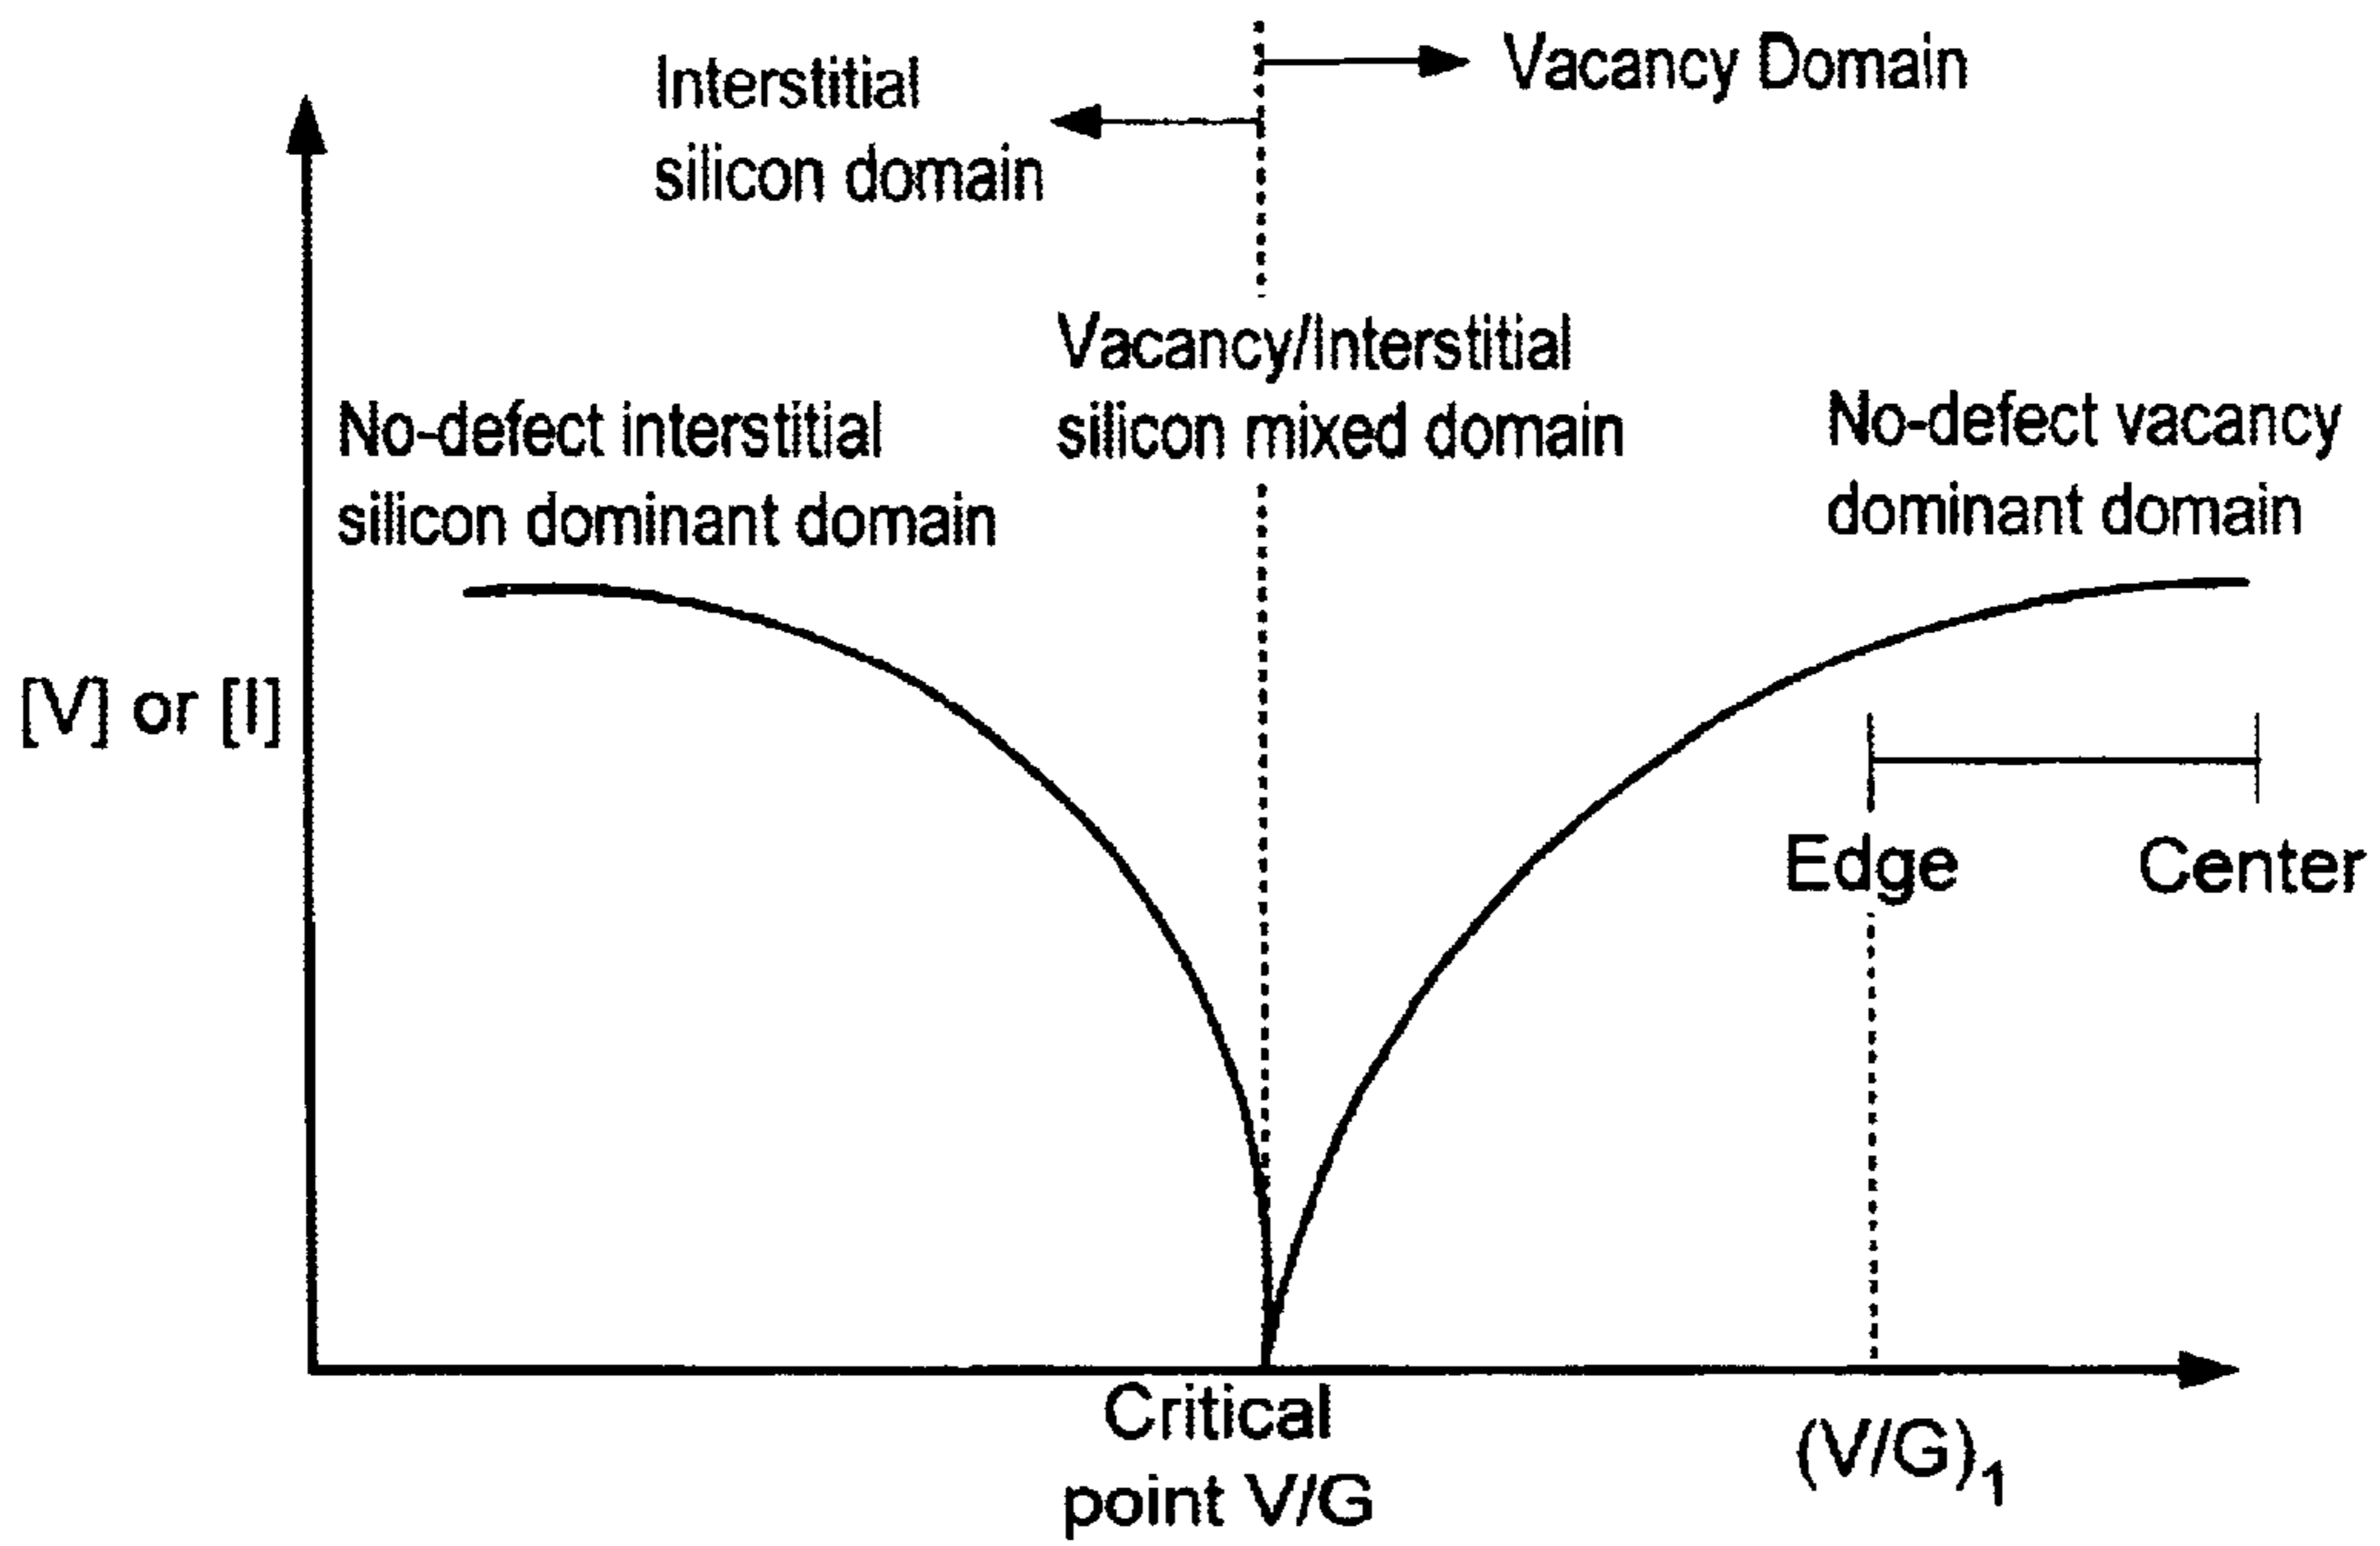 Interstitial
silicon domain
Vacancy Domain
Vacancy/Interstitial
silicon mixed domain
No-defect interstitial
silicon dominant domain
No-defect vacancy
dominant domain
[V] or [I]
Edge
Center
Critical
point V/G
(V/G)1